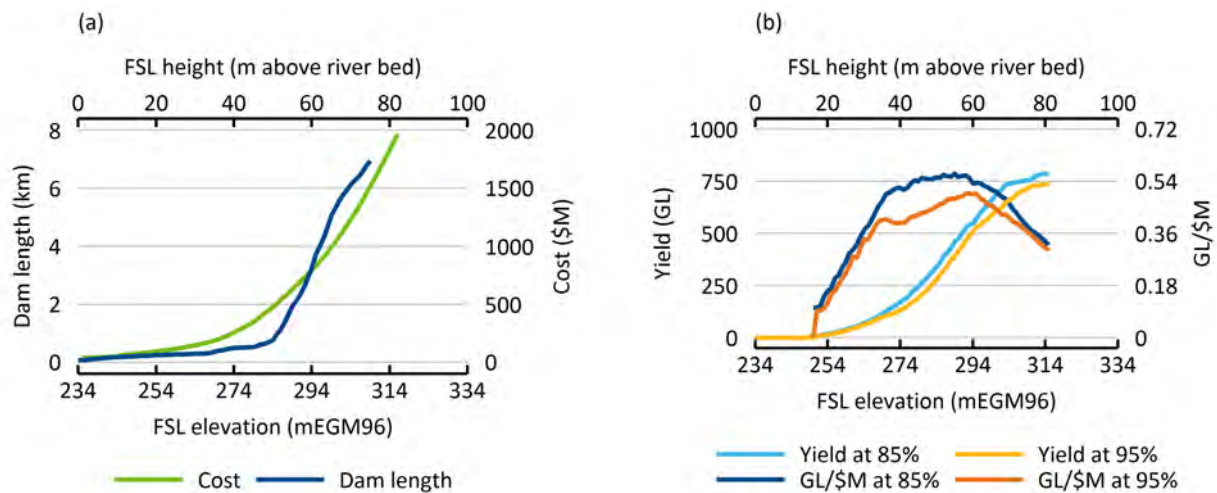 (a)
FSL height (m above river bed)
0 20 40 60 80 100
8 2000
6 1500
4 1000
2 500
0 0
Dam length (km)
Cost ($M)
234 254 274 294 314 334
FSL elevation (mEGM96)
Cost Dam length
(b)
FSL height (m above river bed)
0 20 40 60 80 100
1000 0.72
750 0.54
500 0.36
250 0.18
0 0
Yield (GL)
GL/$M
234 254 274 294 314 334
FSL elevation (mEGM96)
Yield at 85% Yield at 95%
GL/$M at 85% GL/$M at 95%